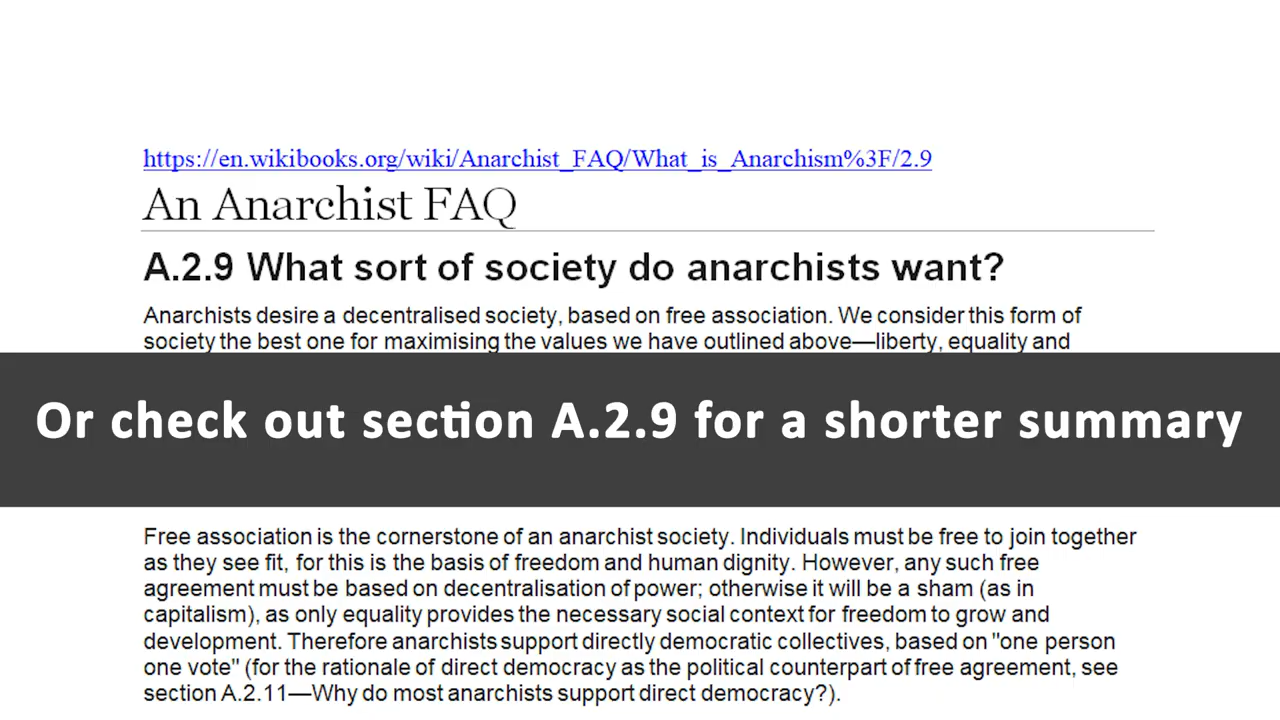 https://en.wikibooks.org/wiki/Anarchist_FAQ/What_is_Anarchism%3F/2.9
An Anarchist FAQ
A.2.9 What sort of society do anarchists want?
Anarchists desire a decentralised society, based on free association. We consider this form of
society the best one for maximising the values we have outlined above—liberty, equality and
Or check out section A.2.9 for a shorter summary
Free association is the cornerstone of an anarchist society. Individuals must be free to join together
as they see fit, for this is the basis of freedom and human dignity. However, any such free
agreement must be based on decentralisation of power; otherwise it will be a sham (as in
capitalism), as only equality provides the necessary social context for freedom to grow and
development. Therefore anarchists support directly democratic collectives, based on "one person
one vote" (for the rationale of direct democracy as the political counterpart of free agreement, see
section A.2.11—Why do most anarchists support direct democracy?).